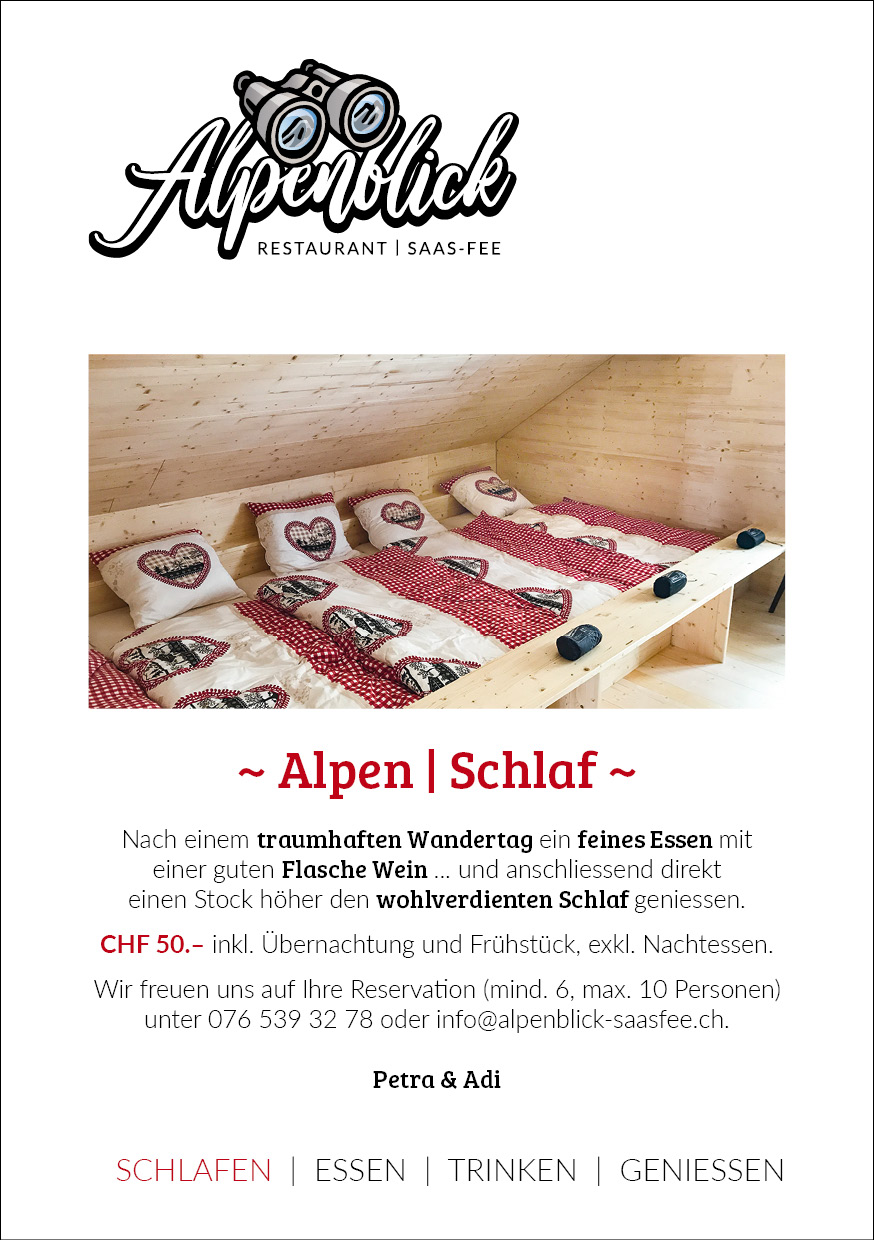 Alpenblick
RESTAURANT | SAAS-FEE
~ Alpen | Schlaf ~
Nach einem traumhaften Wandertag ein feines Essen mit
einer guten Flasche Wein ... und anschliessend direkt
einen Stock höher den wohlverdienten Schlaf geniessen.
CHF 50.– inkl. Übernachtung und Frühstück, exkl. Nachtessen.
Wir freuen uns auf Ihre Reservation (mind. 6, max. 10 Personen)
unter 076 539 32 78 oder info@alpenblick-saasfee.ch.
Petra & Adi
SCHLAFEN | ESSEN | TRINKEN | GENIESSEN